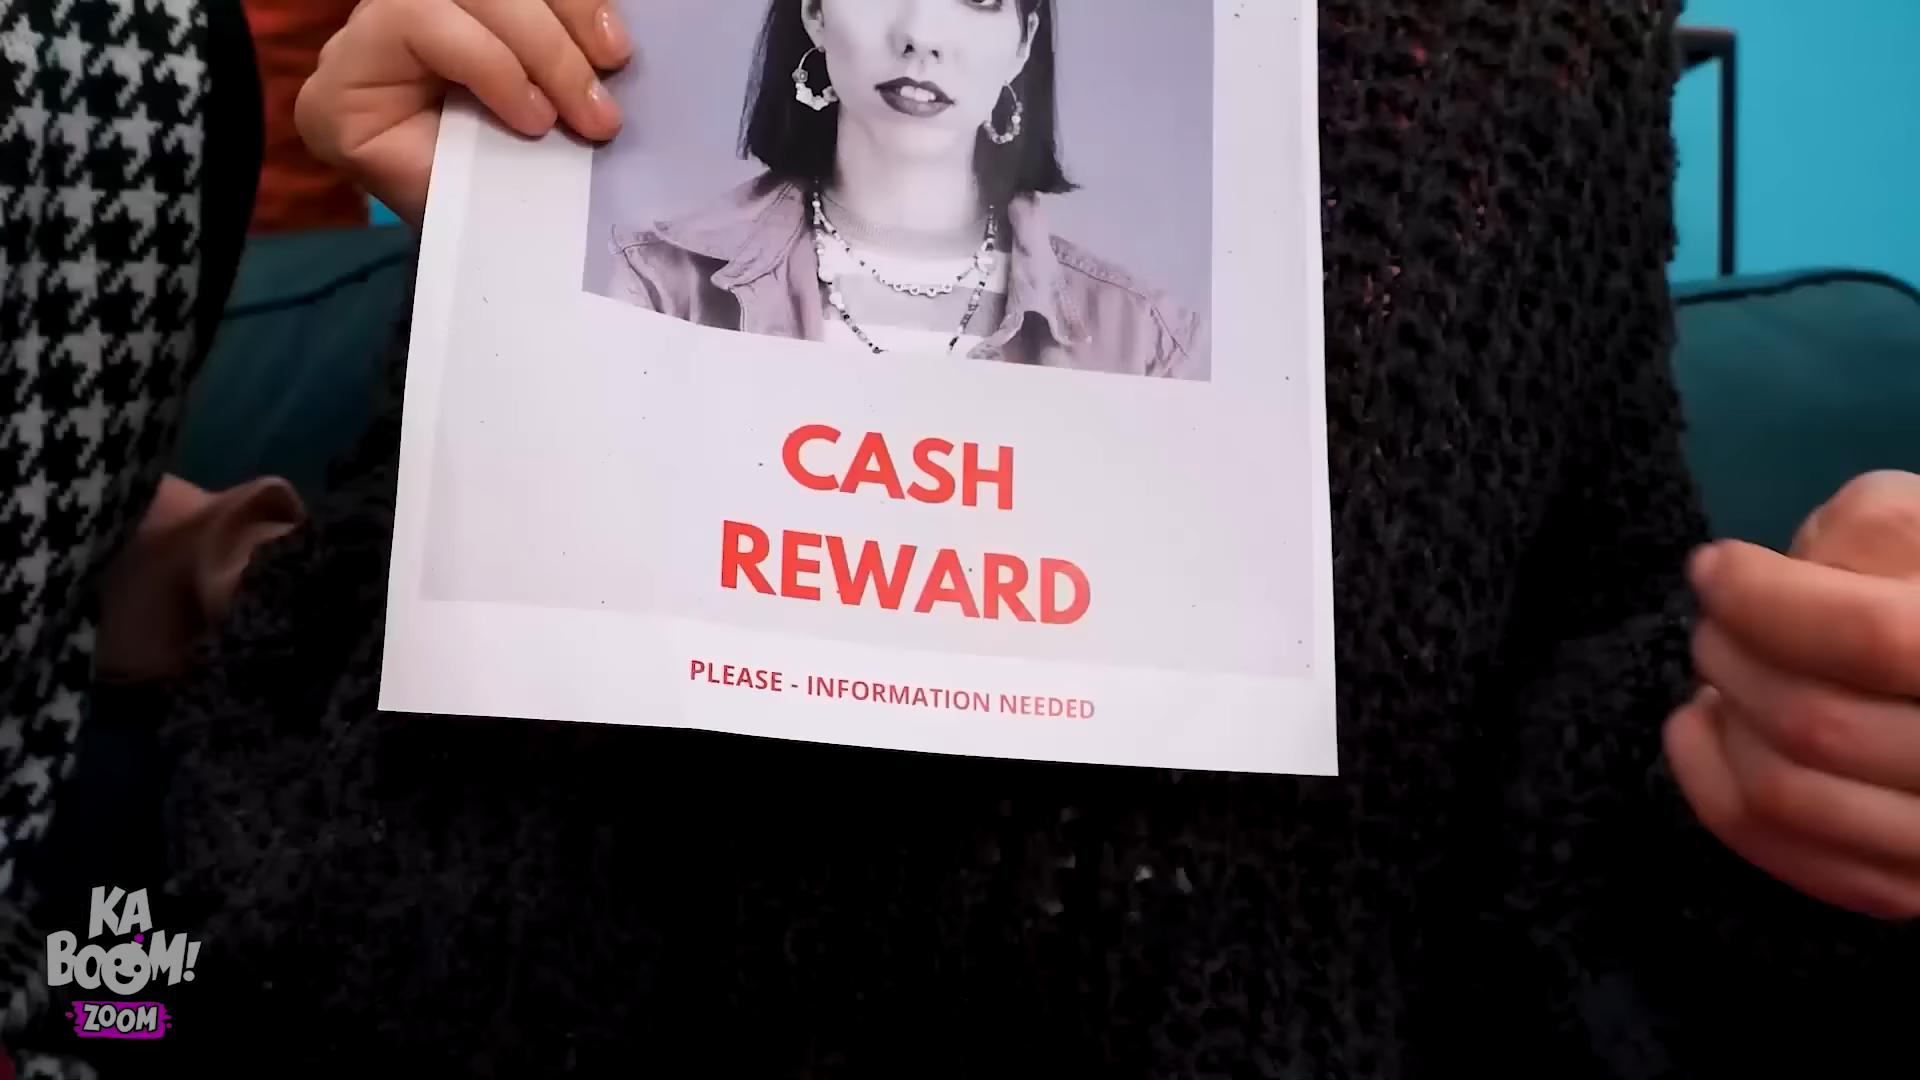 CASH
REWARD
PLEASE - INFORMATION NEEDED
KA
BOOM!
ZOOM